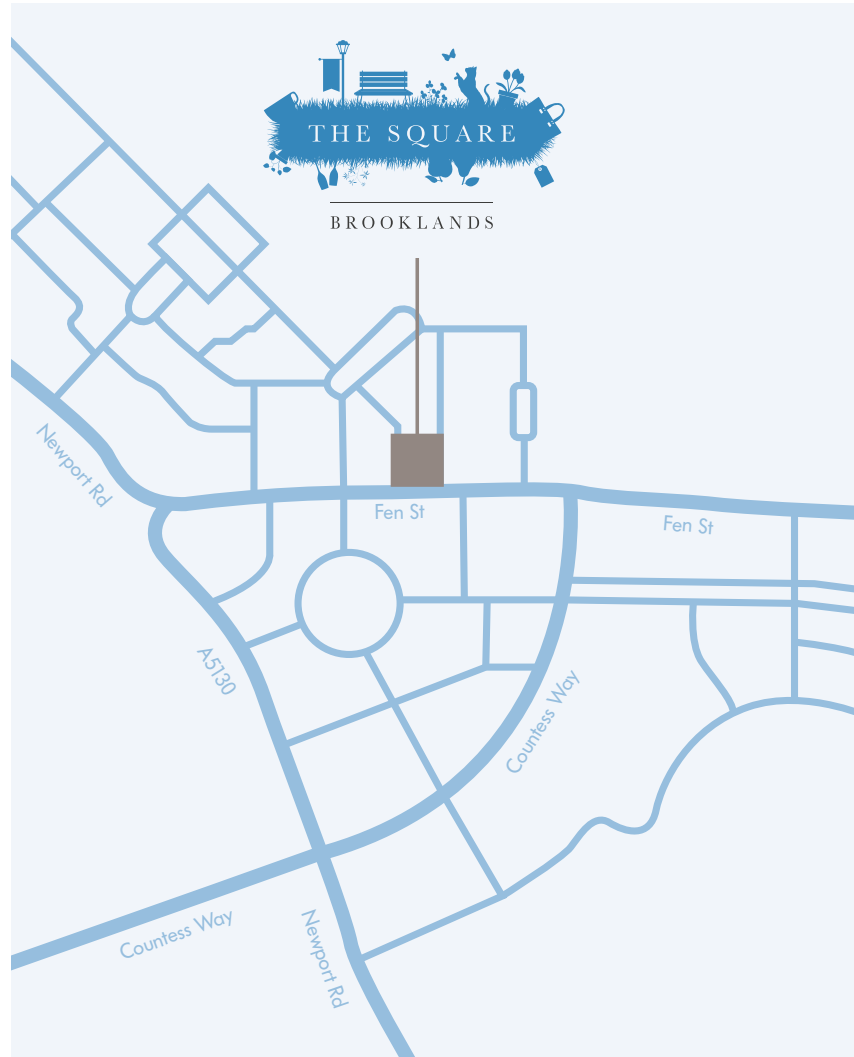 THE SQUARE
BROOKLANDS
Newport Rd
Fen St
Fen St
A5130
Countess Way
Countess Way
Newport Rd